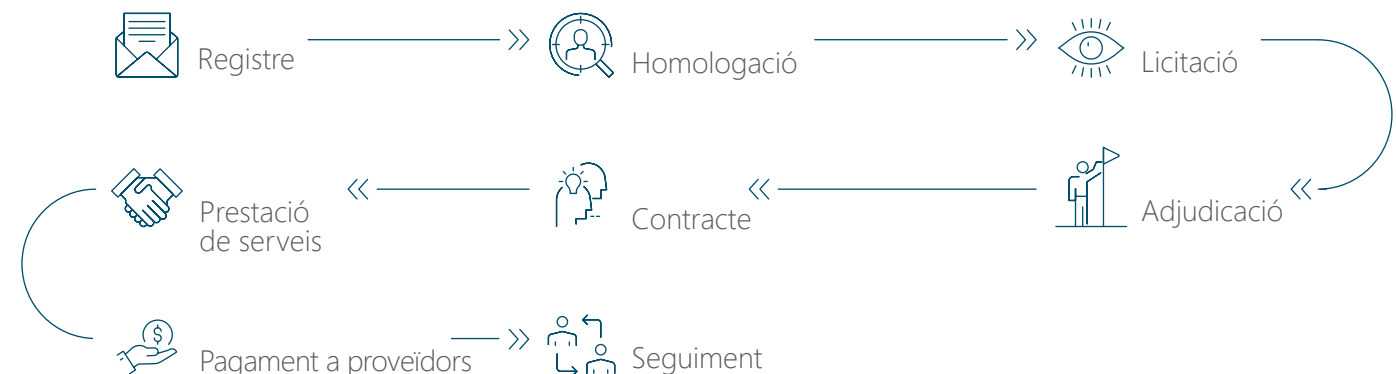 Registre
Homologació
Licitació
Adjudicació
Contracte
Prestació
de serveis
$
Pagament a proveïdors
Seguiment